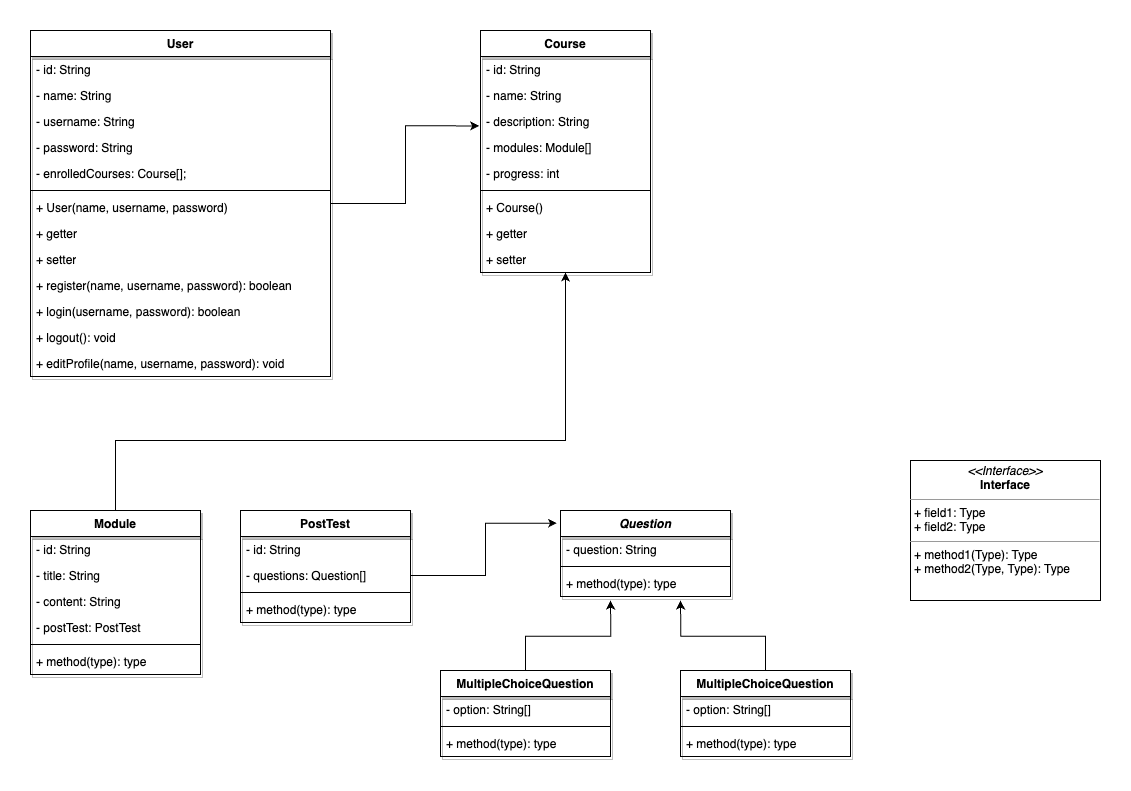 User
- id: String
- name: String
- username: String
- password: String
- enrolledCourses: Course[];
+ User(name, username, password)
+ getter
+ setter
+ register(name, username, password): boolean
+ login(username, password): boolean
+ logout(): void
+ editProfile(name, username, password): void
Course
- id: String
- name: String
- description: String
- modules: Module[]
- progress: int
+ Course()
+ getter
+ setter
Module
- id: String
- title: String
- content: String
- postTest: PostTest
+ method(type): type
PostTest
- id: String
- questions: Question[]
+ method(type): type
Question
- question: String
+ method(type): type
MultipleChoiceQuestion
- option: String[]
+ method(type): type
MultipleChoiceQuestion
- option: String[]
+ method(type): type
<<Interface>>
Interface
+ field1: Type
+ field2: Type
+ method1(Type): Type
+ method2(Type, Type): Type